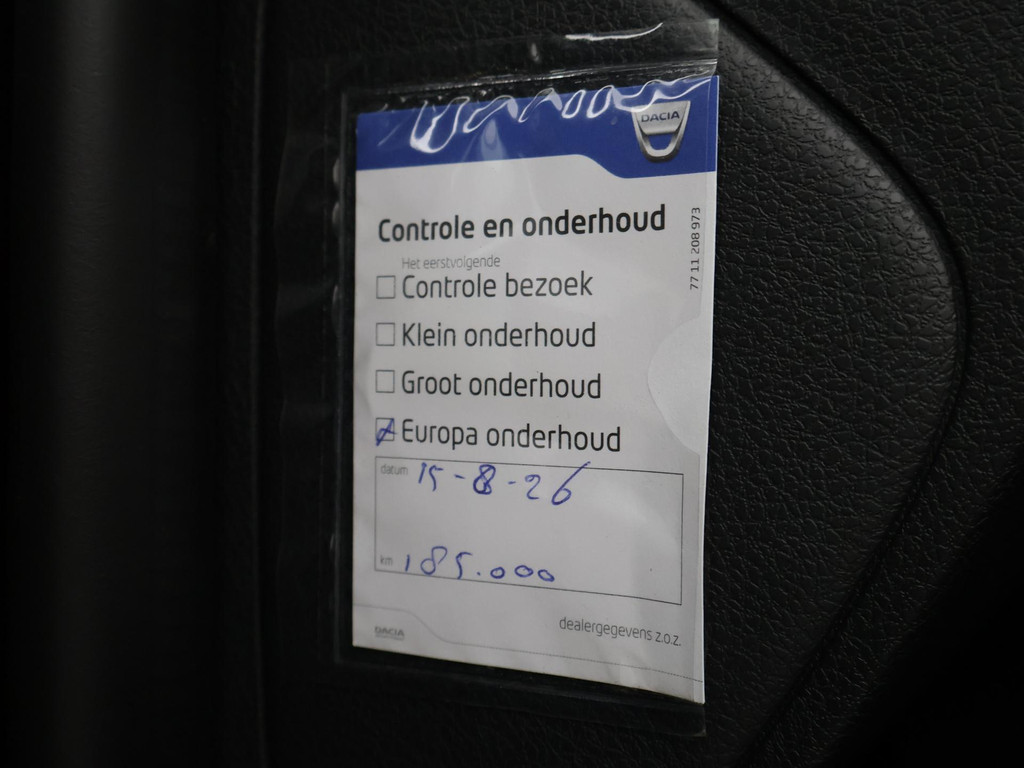 DACIA
Controle en onderhoud
77 11 208 973
Het eerstvolgende
Controle bezoek
Klein onderhoud
Groot onderhoud
Europa onderhoud
datum 15-8-26
km 185.000
dealergegevens z.o.z.
DACIA